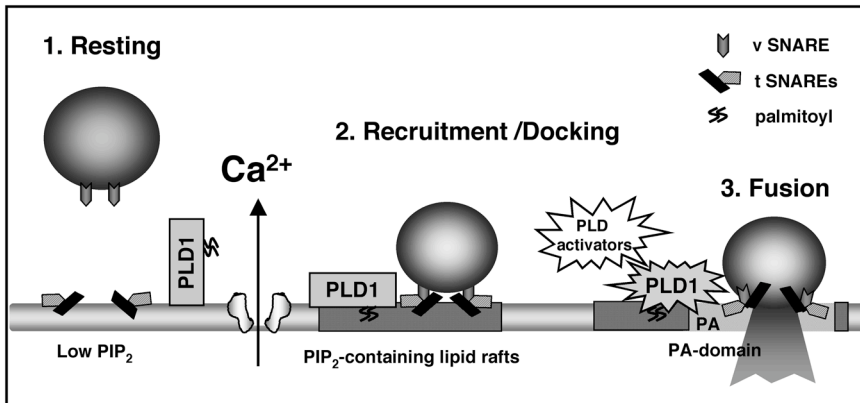 1. Resting
v SNARE
t SNAREs
palmitoyl
2. Recruitment /Docking
Ca²⁺
3. Fusion
PLD1
PLD
activators
PLD1
PLD1
PA
Low PIP₂
PIP₂-containing lipid rafts
PA-domain